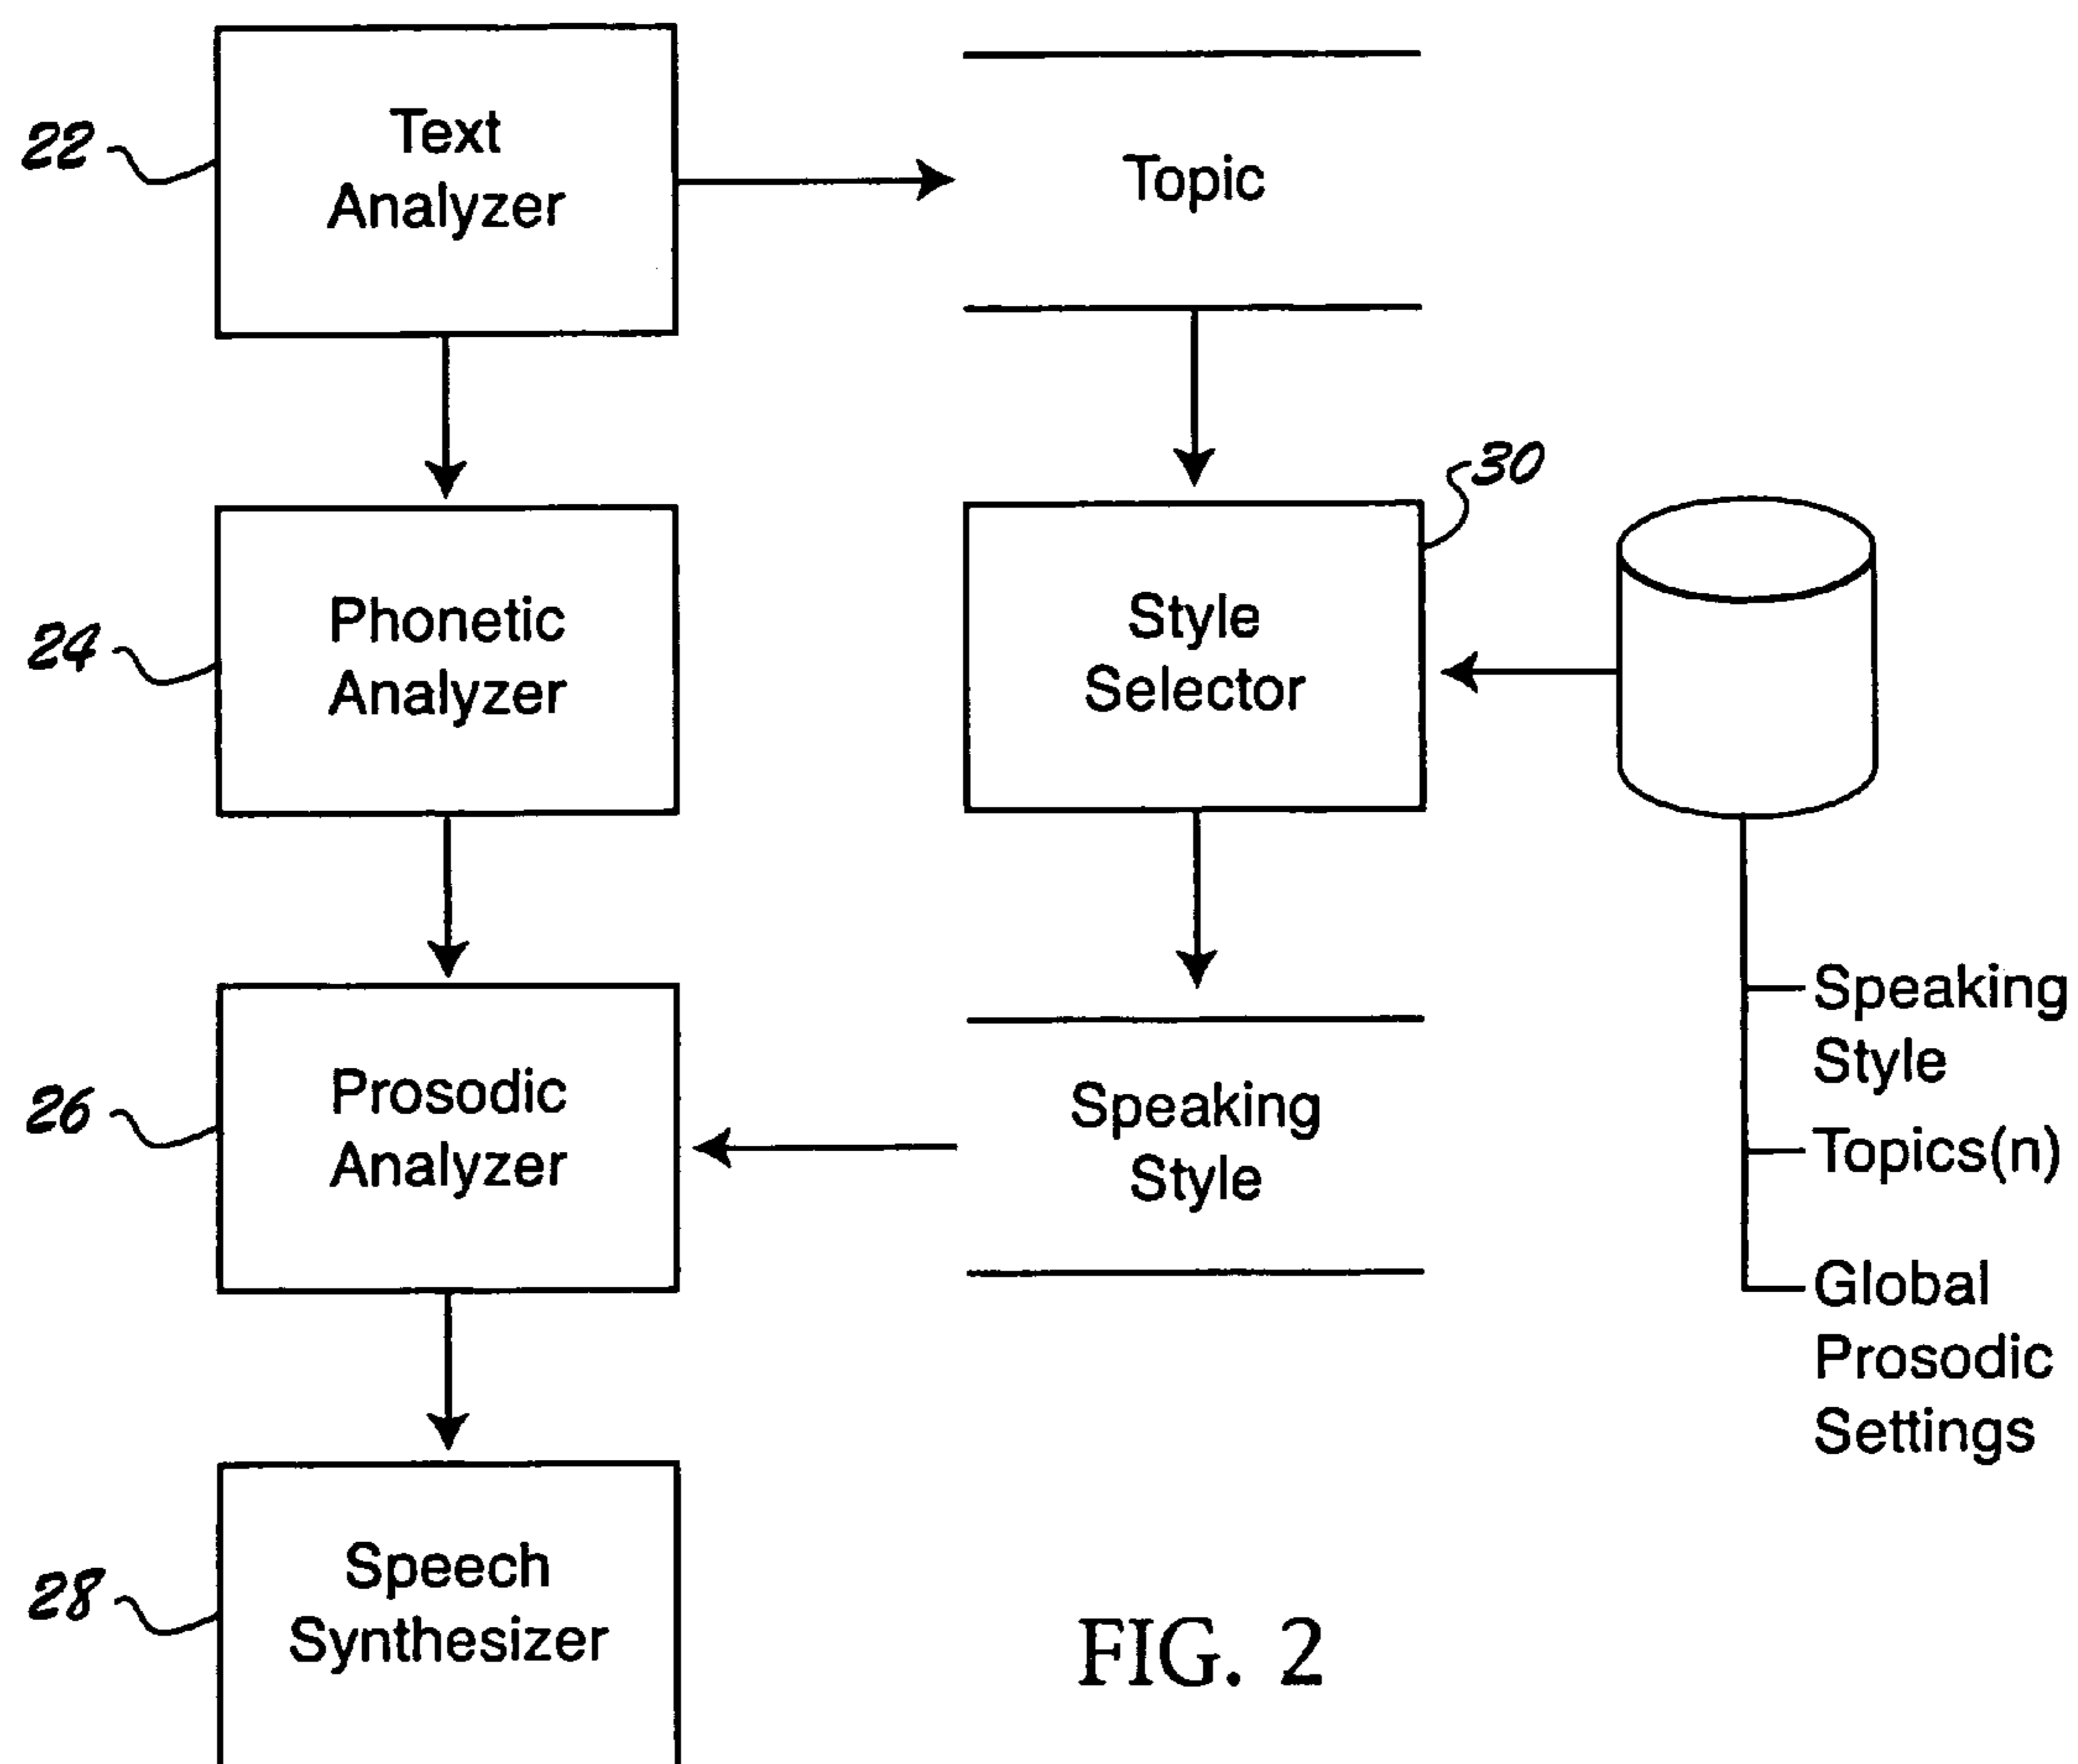 22
Text
Analyzer
Topic
24
Phonetic
Analyzer
30
Style
Selector
26
Prosodic
Analyzer
Speaking
Style
Speaking
Style
Topics(n)
Global
Prosodic
Settings
28
Speech
Synthesizer
FIG. 2